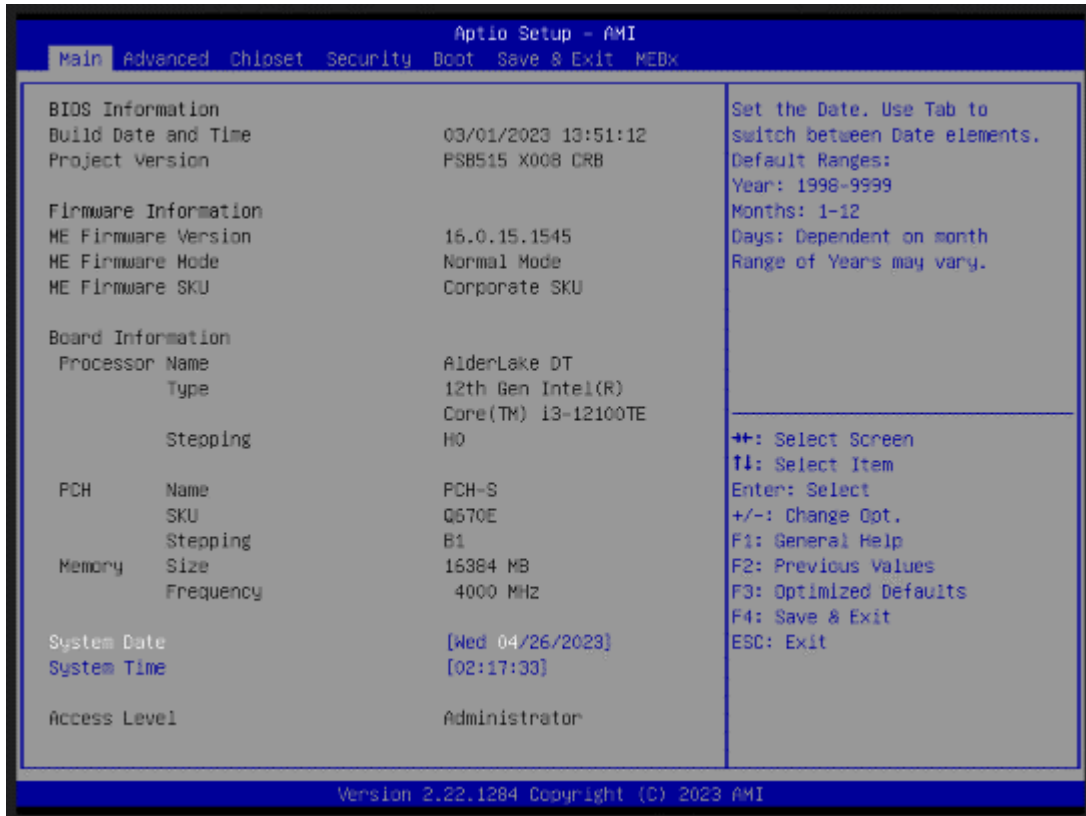 Aptio Setup – AMI
Main Advanced Chipset Security Boot Save & Exit MEBx
BIOS Information
Build Date and Time 03/01/2023 13:51:12
Project Version PSB515 X008 CRB
Firmware Information
ME Firmware Version 16.0.15.1545
ME Firmware Mode Normal Mode
ME Firmware SKU Corporate SKU
Board Information
Processor Name AlderLake DT
Type 12th Gen Intel(R)
Core(TM) i3-12100TE
Stepping H0
PCH Name PCH-S
SKU Q670E
Stepping B1
Memory Size 16384 MB
Frequency 4000 MHz
System Date [Wed 04/26/2023]
System Time [02:17:33]
Access Level Administrator
Set the Date. Use Tab to
switch between Date elements.
Default Ranges:
Year: 1998-9999
Months: 1-12
Days: Dependent on month
Range of Years may vary.
→←: Select Screen
↑↓: Select Item
Enter: Select
+/-: Change Opt.
F1: General Help
F2: Previous Values
F3: Optimized Defaults
F4: Save & Exit
ESC: Exit
Version 2.22.1284 Copyright (C) 2023 AMI